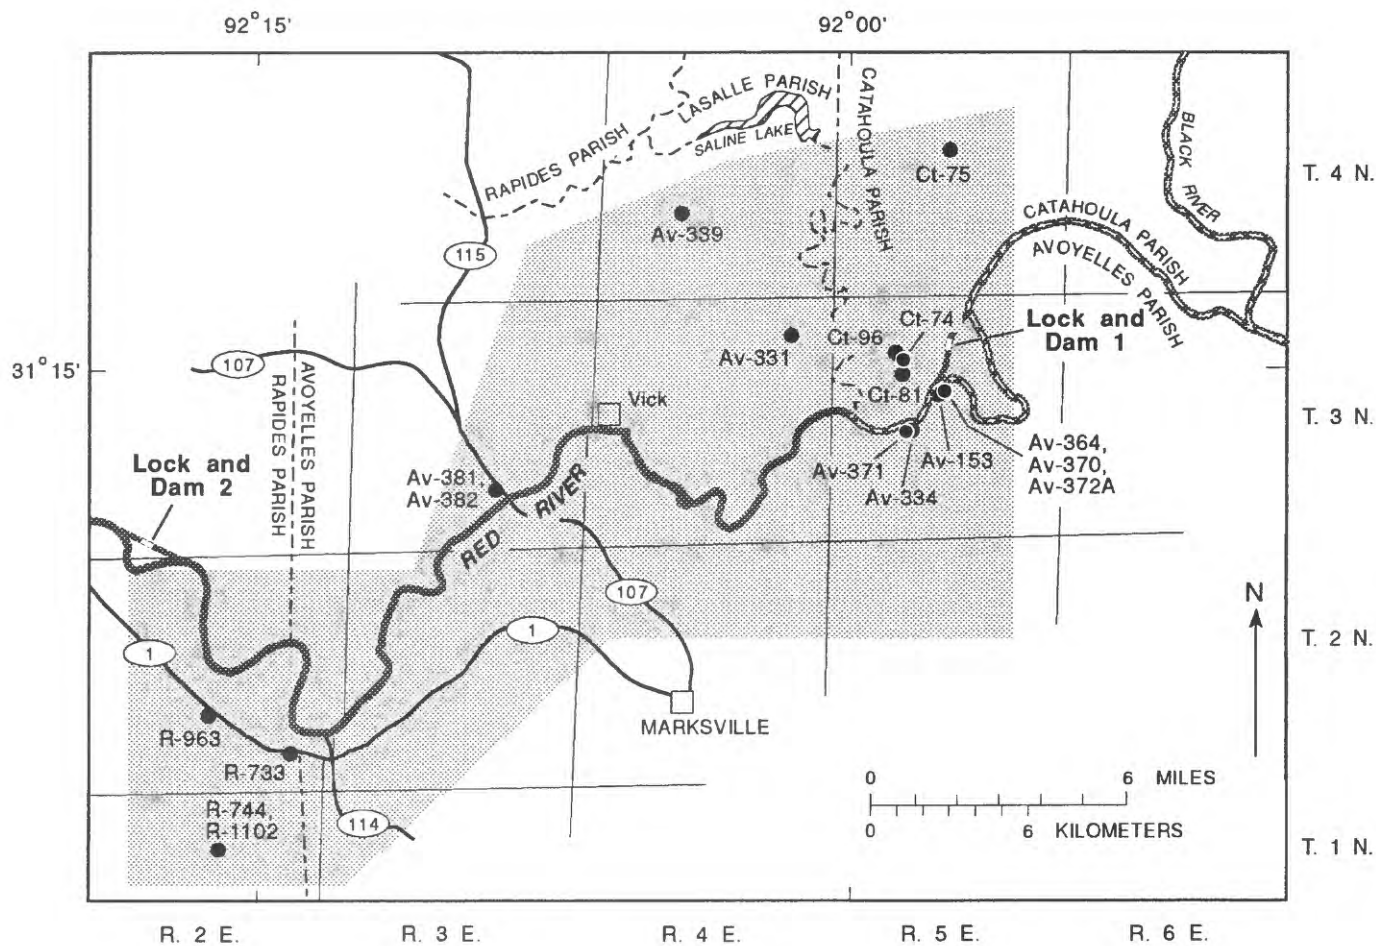 92°15'
92°00'
LASALLE PARISH
RAPIDES PARISH
SALINE LAKE
CATAHOULA PARISH
BLACK RIVER
Ct-75
T. 4 N.
Av-339
CATAHOULA PARISH
AVOYELLES PARISH
115
Ct-74
Lock and
Dam 1
Ct-96
Av-331
107
31°15'
Ct-81
Vick
T. 3 N.
AVOYELLES PARISH
RAPIDES PARISH
Lock and
Dam 2
Av-381,
Av-382
Av-371
Av-153
Av-334
Av-364,
Av-370,
Av-372A
RED RIVER
107
1
1
N
T. 2 N.
MARKSVILLE
R-963
R-733
0 6 MILES
R-744,
R-1102
114
0 6 KILOMETERS
T. 1 N.
R. 2 E. R. 3 E. R. 4 E. R. 5 E. R. 6 E.